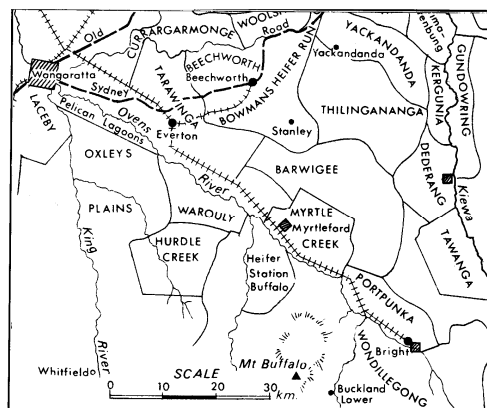 Old
CURRARGARMONGE
WOOLSH
Road
YACKANDANDA
Yackandanda
GUNDOWRING
KERGUNIA
Wangaratta
Sydney
TARAWINGA
BEECHWORTH
Beechworth
BOWMANS HEIFER RUN
THILINGANANGA
LACEBY
Pelican Lagoons
Ovens
River
Everton
Stanley
OXLEYS
PLAINS
BARWIGEE
DEDERANG
Kiewa
WAROULY
MYRTLE
Myrtleford
CREEK
TAWANGA
HURDLE
CREEK
King
River
Heifer
Station
Buffalo
PORTPUNKA
Bright
WONDILLEGONG
Whitfield
SCALE
Mt Buffalo
0 10 20 30
km.
Buckland
Lower